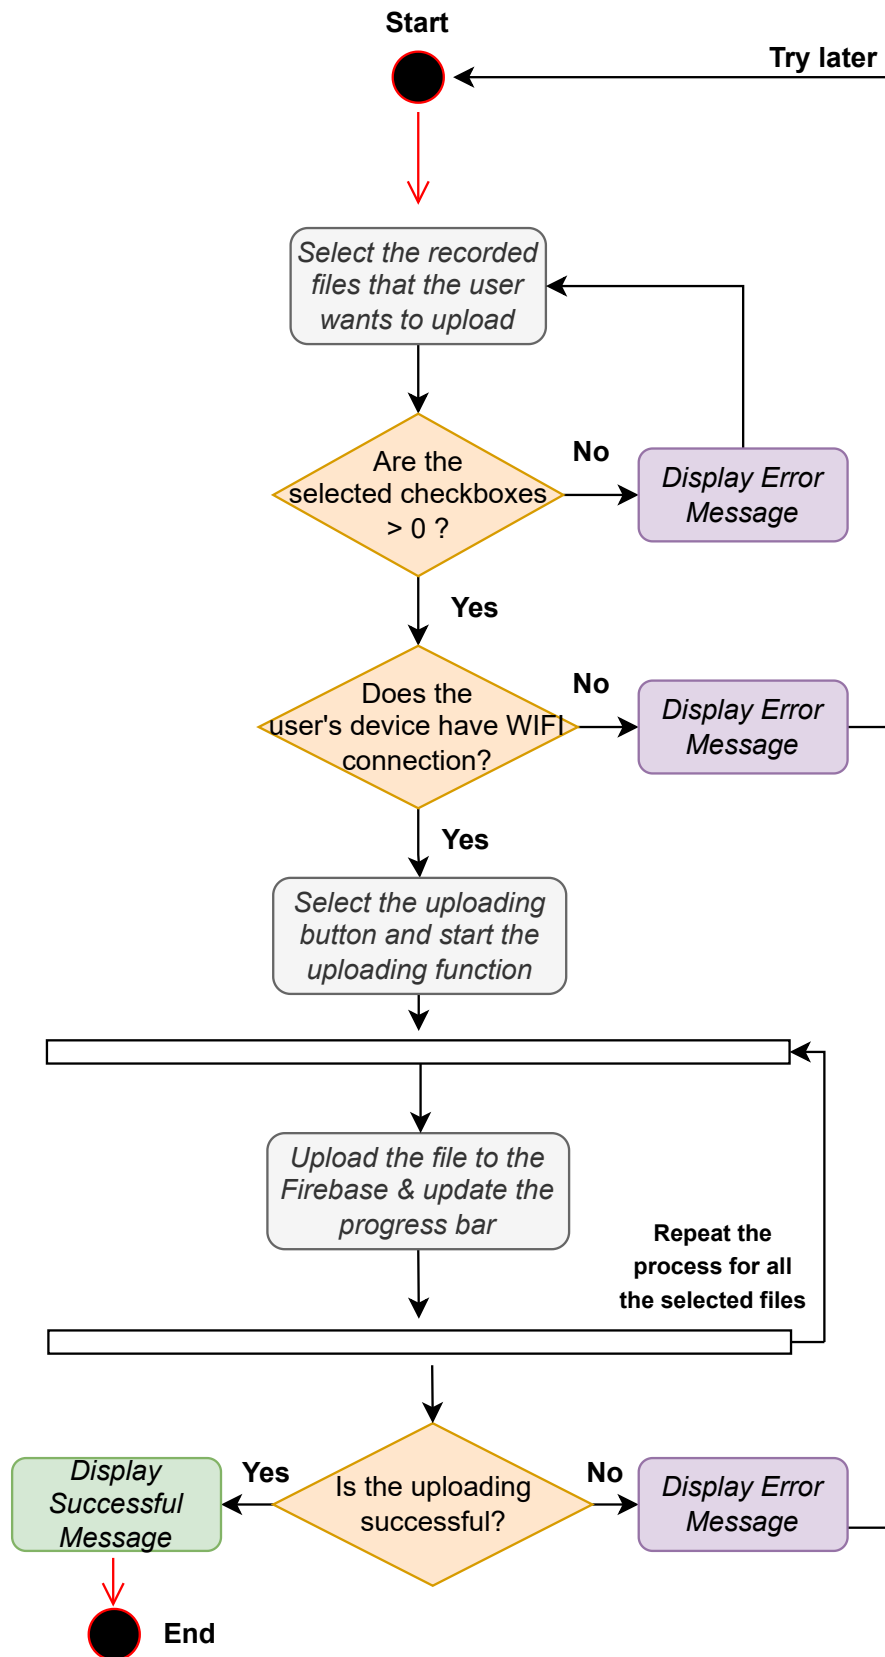 Start
Try later
Select the recorded
files that the user
wants to upload
Are the
selected checkboxes
> 0 ?
No
Display Error
Message
Yes
Does the
user's device have WIFI
connection?
No
Display Error
Message
Yes
Select the uploading
button and start the
uploading function
Upload the file to the
Firebase & update the
progress bar
Repeat the
process for all
the selected files
Is the uploading
successful?
Yes
Display
Successful
Message
No
Display Error
Message
End